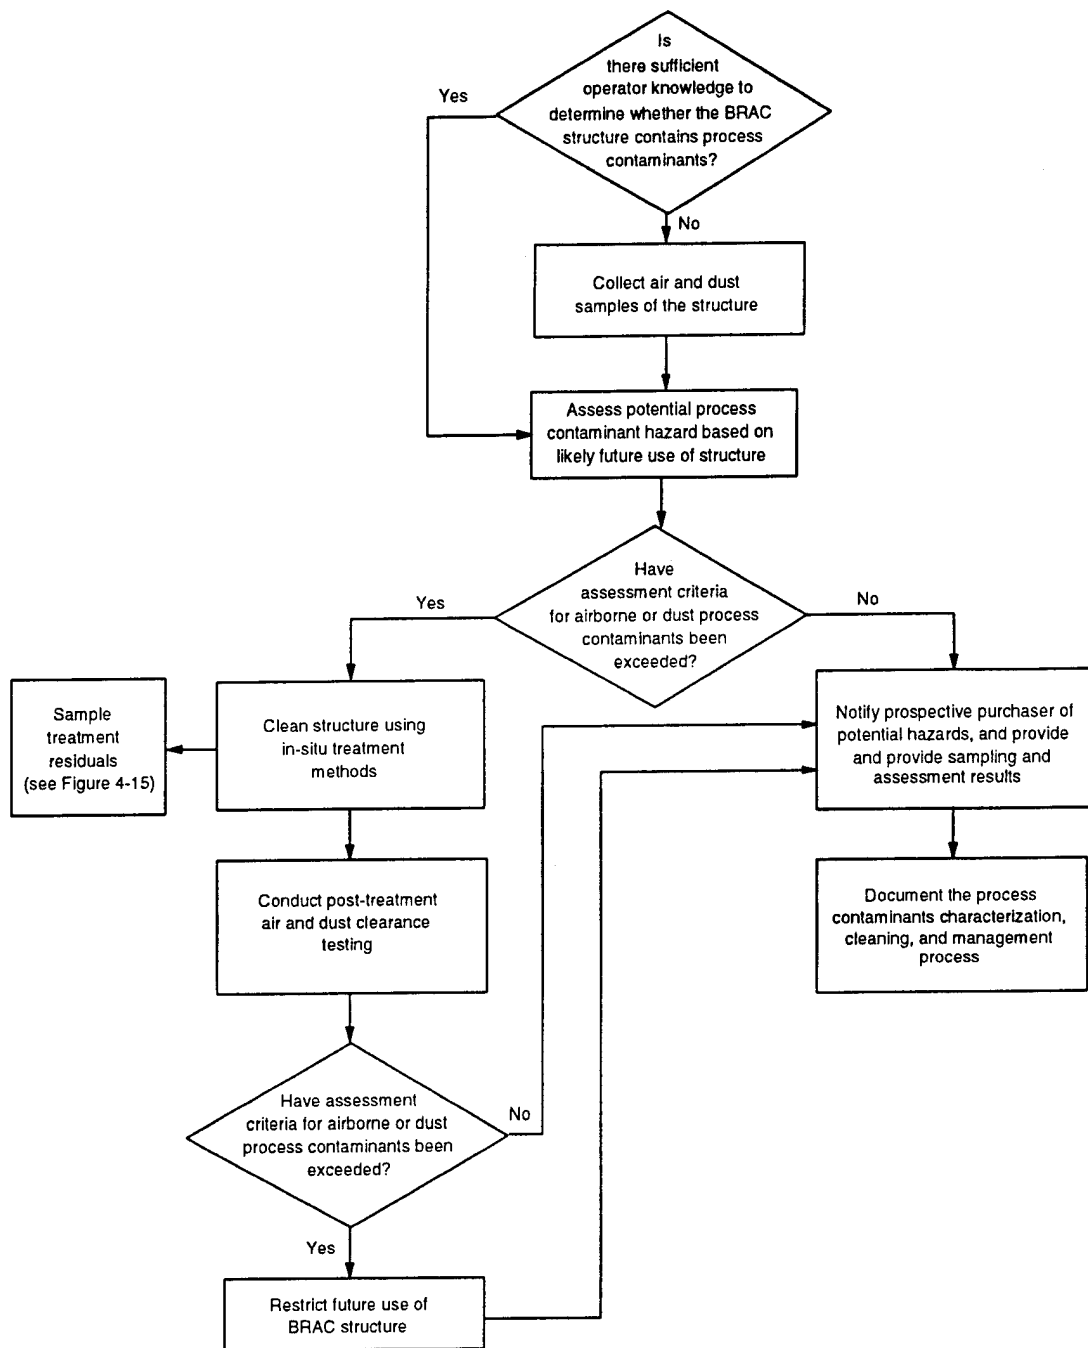 Is
there sufficient
operator knowledge to
determine whether the BRAC
structure contains process
contaminants?
Yes
No
Collect air and dust
samples of the structure
Assess potential process
contaminant hazard based on
likely future use of structure
Have
assessment criteria
for airborne or dust process
contaminants been
exceeded?
Yes
No
Sample
treatment
residuals
(see Figure 4-15)
Clean structure using
in-situ treatment
methods
Notify prospective purchaser of
potential hazards, and provide
and provide sampling and
assessment results
Conduct post-treatment
air and dust clearance
testing
Document the process
contaminants characterization,
cleaning, and management
process
Have assessment
criteria for airborne or dust
process contaminants been
exceeded?
No
Yes
Restrict future use of
BRAC structure